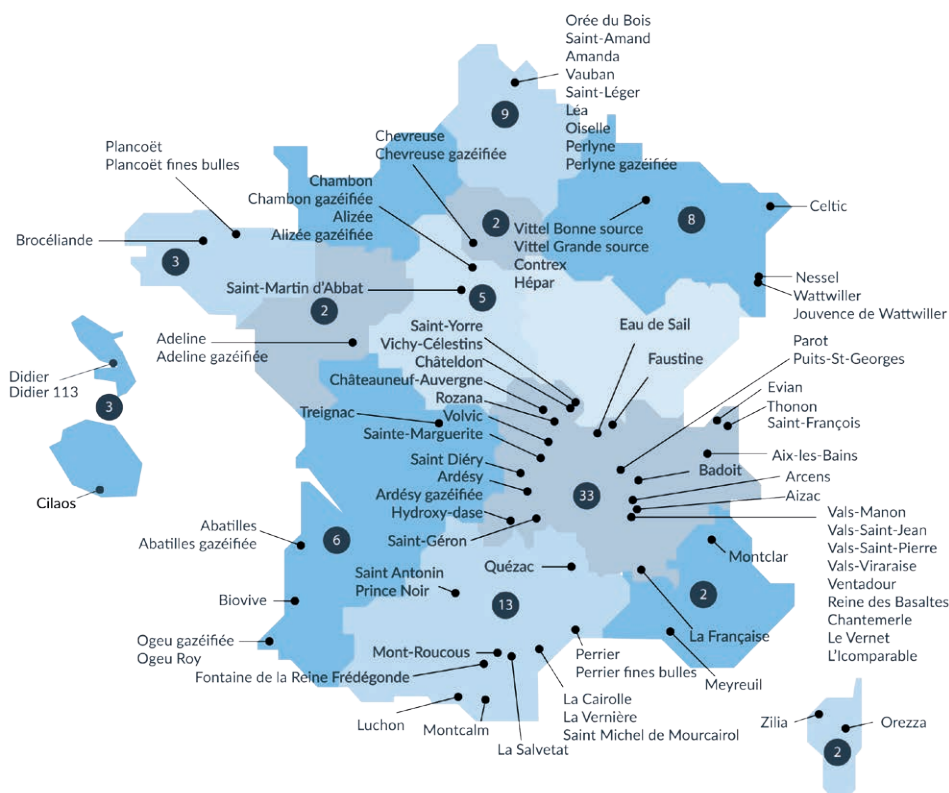 Orée du Bois
Saint-Amand
Amanda
Vauban
Saint-Léger
Léa
Oiselle
Perlyne
Perlyne gazéifiée
9
Chevreuse
Chevreuse gazéifiée
2
Plancoët
Plancoët fines bulles
Brocéliande
3
Chambon
Chambon gazéifiée
Alizée
Alizée gazéifiée
Saint-Martin d'Abbat
5
2
Adeline
Adeline gazéifiée
Vittel Bonne source
Vittel Grande source
Contrex
Hépar
8
Celtic
Nessel
Wattwiller
Jouvence de Wattwiller
Didier
Didier 113
3
Cilaos
Saint-Yorre
Vichy-Célestins
Châteldon
Châteauneuf-Auvergne
Rozana
Volvic
Sainte-Marguerite
Treignac
Saint Diéry
Ardésy
Ardésy gazéifiée
Hydroxy-dase
Saint-Géron
Eau de Sail
Faustine
Parot
Puits-St-Georges
Evian
Thonon
Saint-François
Aix-les-Bains
Badoit
Arcens
Aizac
33
Vals-Manon
Vals-Saint-Jean
Vals-Saint-Pierre
Vals-Viraraise
Ventadour
Reine des Basaltes
Chantemerle
Le Vernet
L'Icomparable
Abatilles
Abatilles gazéifiée
6
Biovive
Ogeu gazéifiée
Ogeu Roy
Saint Antonin
Prince Noir
Quézac
13
Mont-Roucous
Fontaine de la Reine Frédégonde
Luchon
Montcalm
La Salvetat
La Cairolle
La Vernière
Saint Michel de Mourcairol
Perrier
Perrier fines bulles
Montclar
2
La Française
Meyreuil
Zilia
Orezza
2